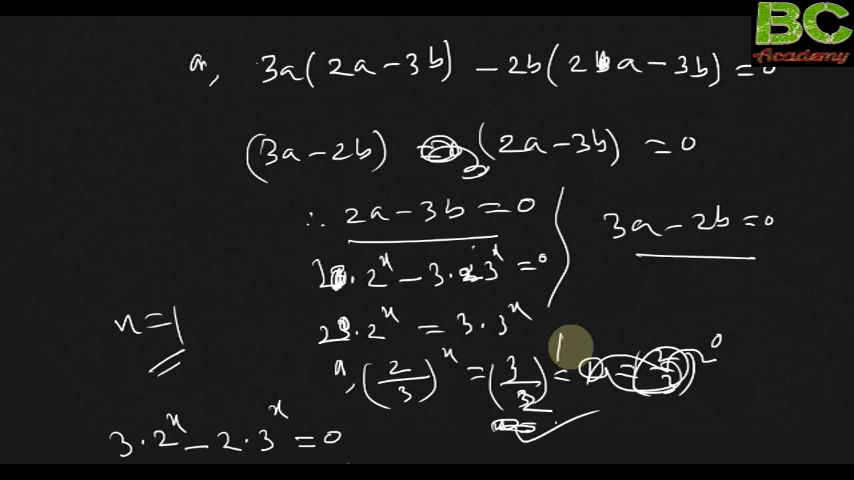 BC
Academy
a, 3a(2a-3b) -2b(2a-3b)=0
(3a-2b) (2a-3b) =0
∴ 2a-3b=0
3a-2b=0
2·2^x - 3·3^x =0
x=1
2·2^x = 3·3^x
a, (2/3)^x = (3/2)
3·2^x - 2·3^x = 0